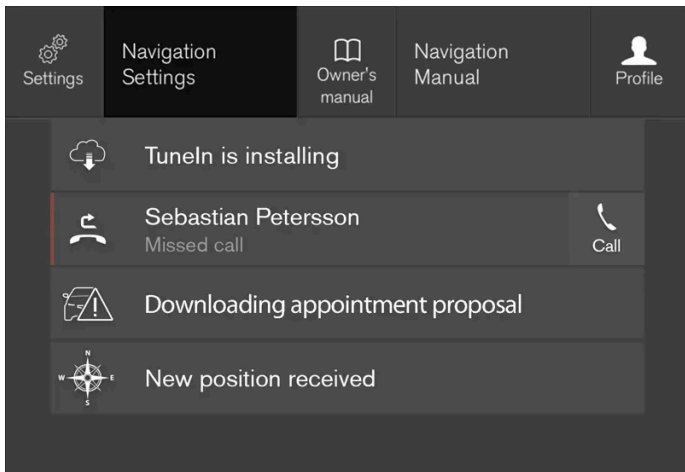 Settings
Navigation
Settings
Owner's
manual
Navigation
Manual
Profile
TuneIn is installing
Sebastian Petersson
Missed call
Call
Downloading appointment proposal
N
W
E
S
New position received